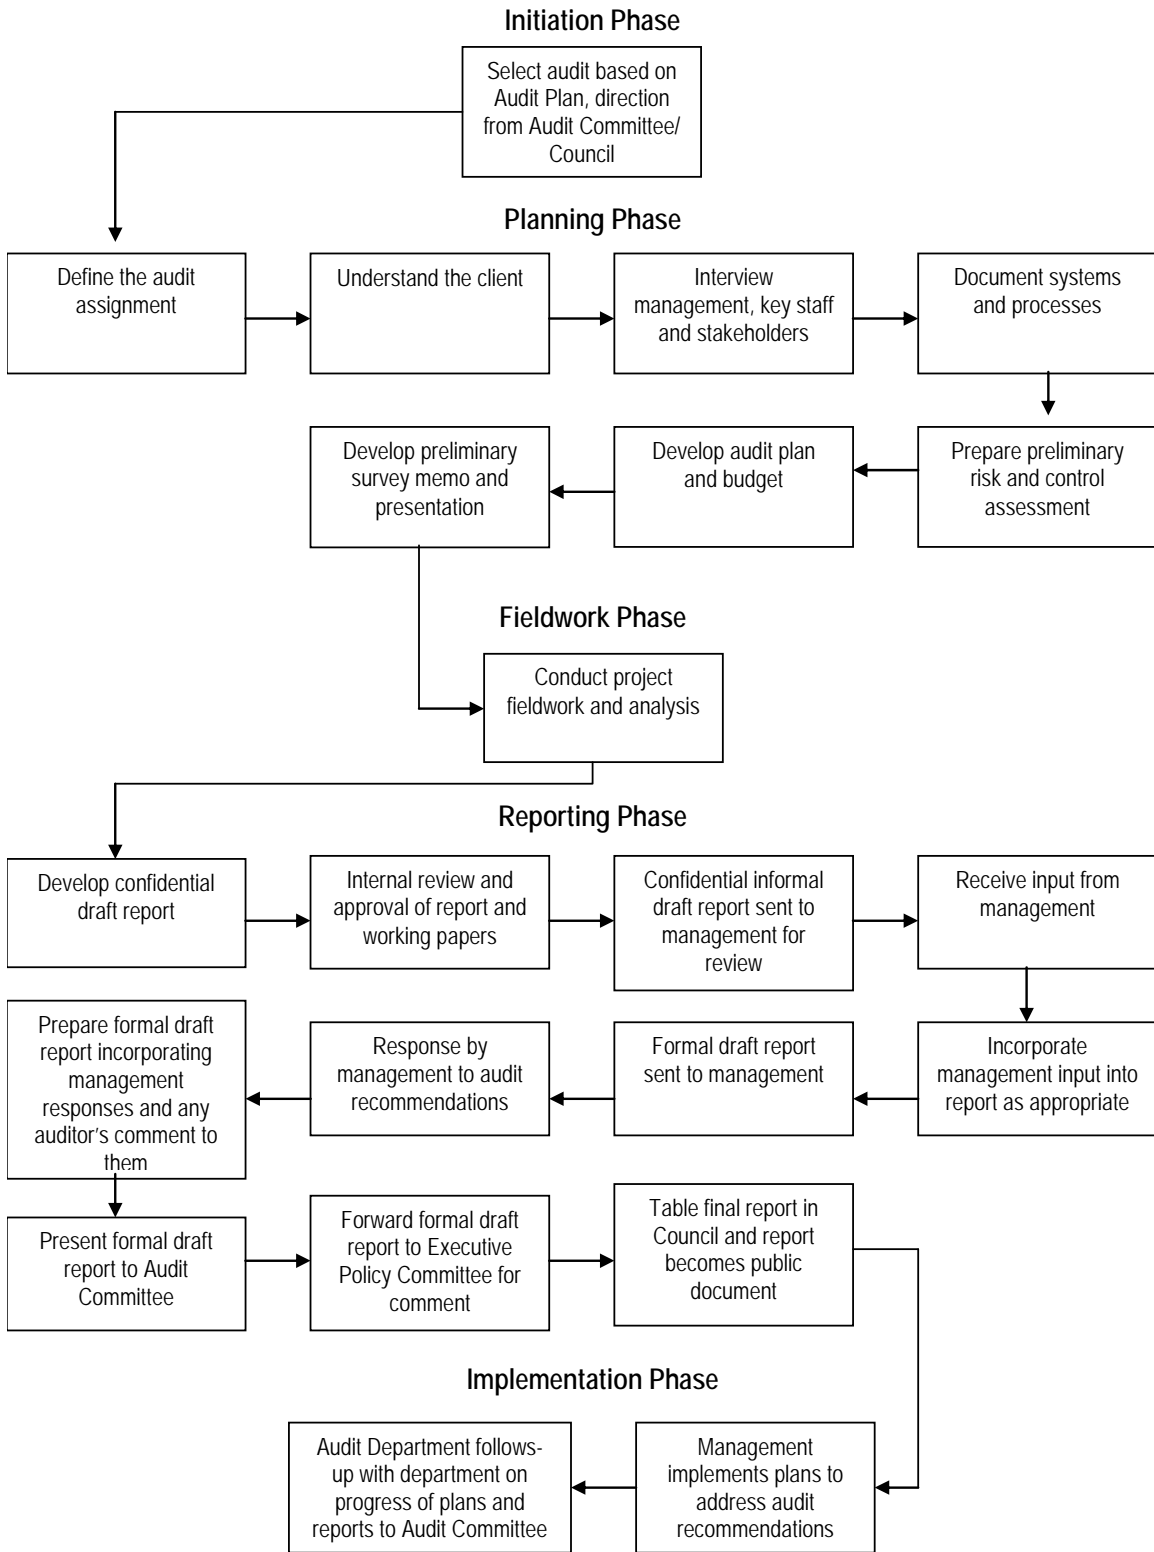 Initiation Phase
Select audit based on
Audit Plan, direction
from Audit Committee/
Council
Planning Phase
Define the audit
assignment
Understand the client
Interview
management, key staff
and stakeholders
Document systems
and processes
Prepare preliminary
risk and control
assessment
Develop audit plan
and budget
Develop preliminary
survey memo and
presentation
Fieldwork Phase
Conduct project
fieldwork and analysis
Reporting Phase
Develop confidential
draft report
Internal review and
approval of report and
working papers
Confidential informal
draft report sent to
management for
review
Receive input from
management
Incorporate
management input into
report as appropriate
Formal draft report
sent to management
Response by
management to audit
recommendations
Prepare formal draft
report incorporating
management
responses and any
auditor's comment to
them
Present formal draft
report to Audit
Committee
Forward formal draft
report to Executive
Policy Committee for
comment
Table final report in
Council and report
becomes public
document
Implementation Phase
Management
implements plans to
address audit
recommendations
Audit Department follows-
up with department on
progress of plans and
reports to Audit Committee